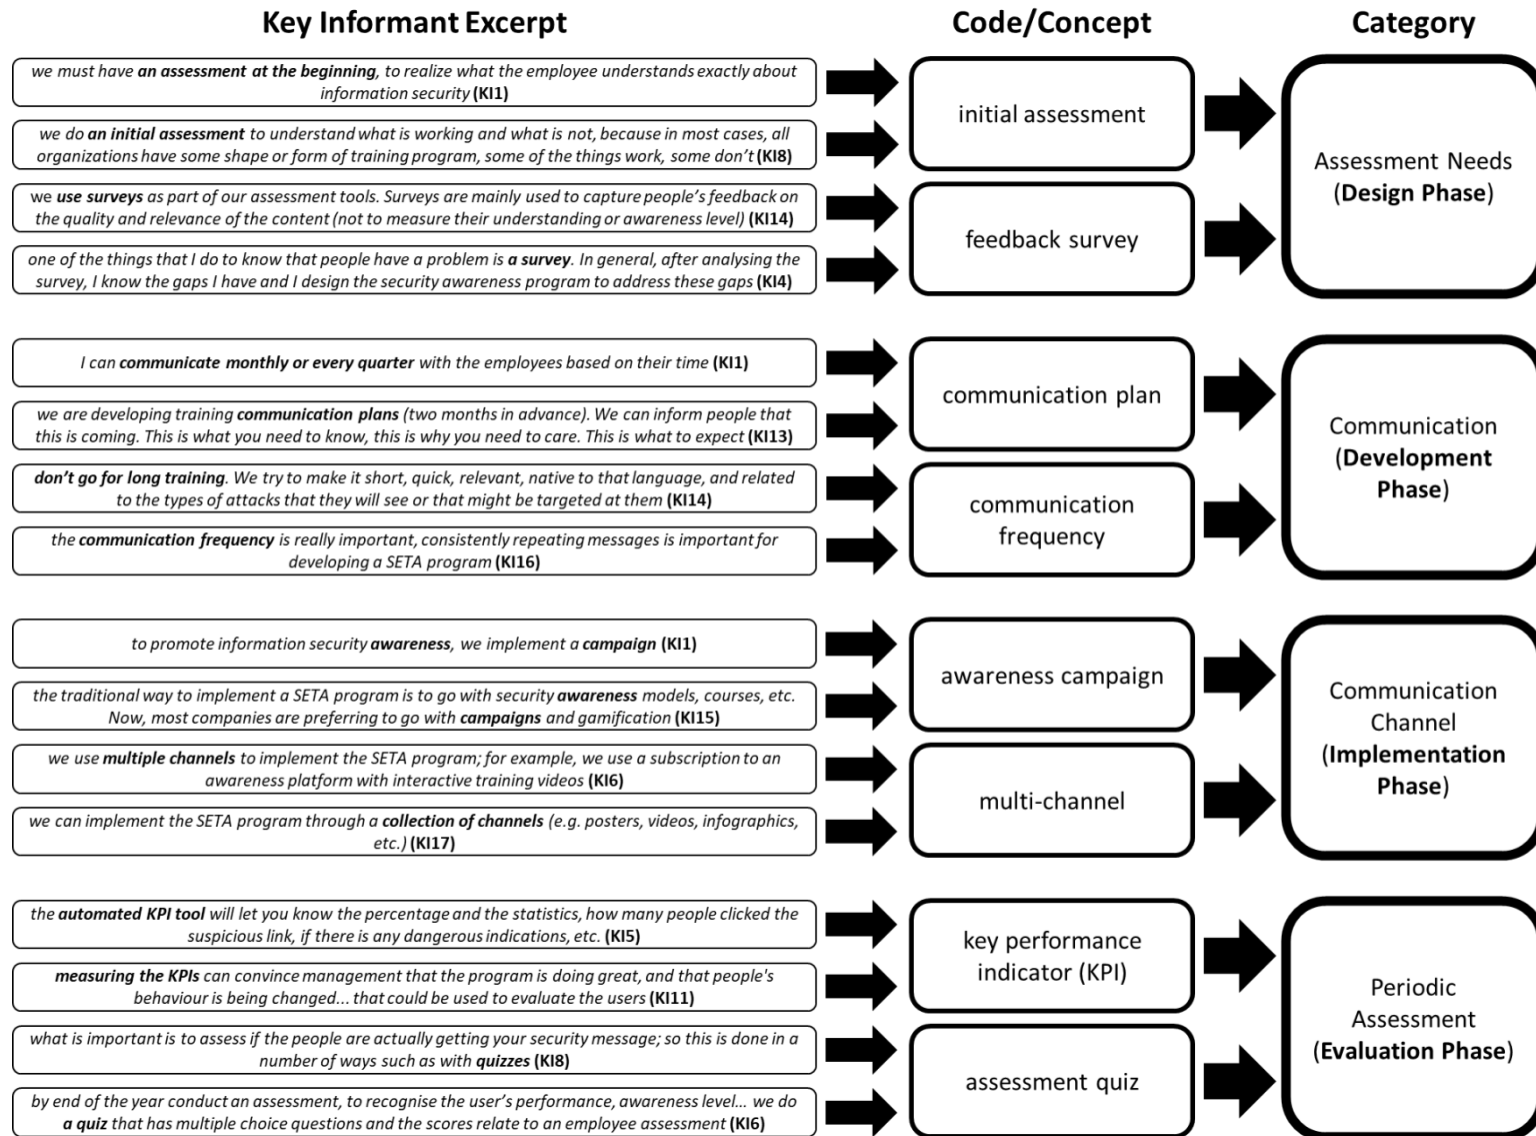 Key Informant Excerpt
Code/Concept
Category
we must have an assessment at the beginning, to realize what the employee understands exactly about
information security (KI1)
we do an initial assessment to understand what is working and what is not, because in most cases, all
organizations have some shape or form of training program, some of the things work, some don't (KI8)
initial assessment
we use surveys as part of our assessment tools. Surveys are mainly used to capture people's feedback on
the quality and relevance of the content (not to measure their understanding or awareness level) (KI14)
one of the things that I do to know that people have a problem is a survey. In general, after analysing the
survey, I know the gaps I have and I design the security awareness program to address these gaps (KI4)
feedback survey
Assessment Needs
(Design Phase)
I can communicate monthly or every quarter with the employees based on their time (KI1)
we are developing training communication plans (two months in advance). We can inform people that
this is coming. This is what you need to know, this is why you need to care. This is what to expect (KI13)
communication plan
don't go for long training. We try to make it short, quick, relevant, native to that language, and related
to the types of attacks that they will see or that might be targeted at them (KI14)
the communication frequency is really important, consistently repeating messages is important for
developing a SETA program (KI16)
communication
frequency
Communication
(Development
Phase)
to promote information security awareness, we implement a campaign (KI1)
the traditional way to implement a SETA program is to go with security awareness models, courses, etc.
Now, most companies are preferring to go with campaigns and gamification (KI15)
awareness campaign
we use multiple channels to implement the SETA program; for example, we use a subscription to an
awareness platform with interactive training videos (KI6)
we can implement the SETA program through a collection of channels (e.g. posters, videos, infographics,
etc.) (KI17)
multi-channel
Communication
Channel
(Implementation
Phase)
the automated KPI tool will let you know the percentage and the statistics, how many people clicked the
suspicious link, if there is any dangerous indications, etc. (KI5)
measuring the KPIs can convince management that the program is doing great, and that people's
behaviour is being changed... that could be used to evaluate the users (KI11)
key performance
indicator (KPI)
what is important is to assess if the people are actually getting your security message; so this is done in a
number of ways such as with quizzes (KI8)
by end of the year conduct an assessment, to recognise the user's performance, awareness level... we do
a quiz that has multiple choice questions and the scores relate to an employee assessment (KI6)
assessment quiz
Periodic
Assessment
(Evaluation Phase)